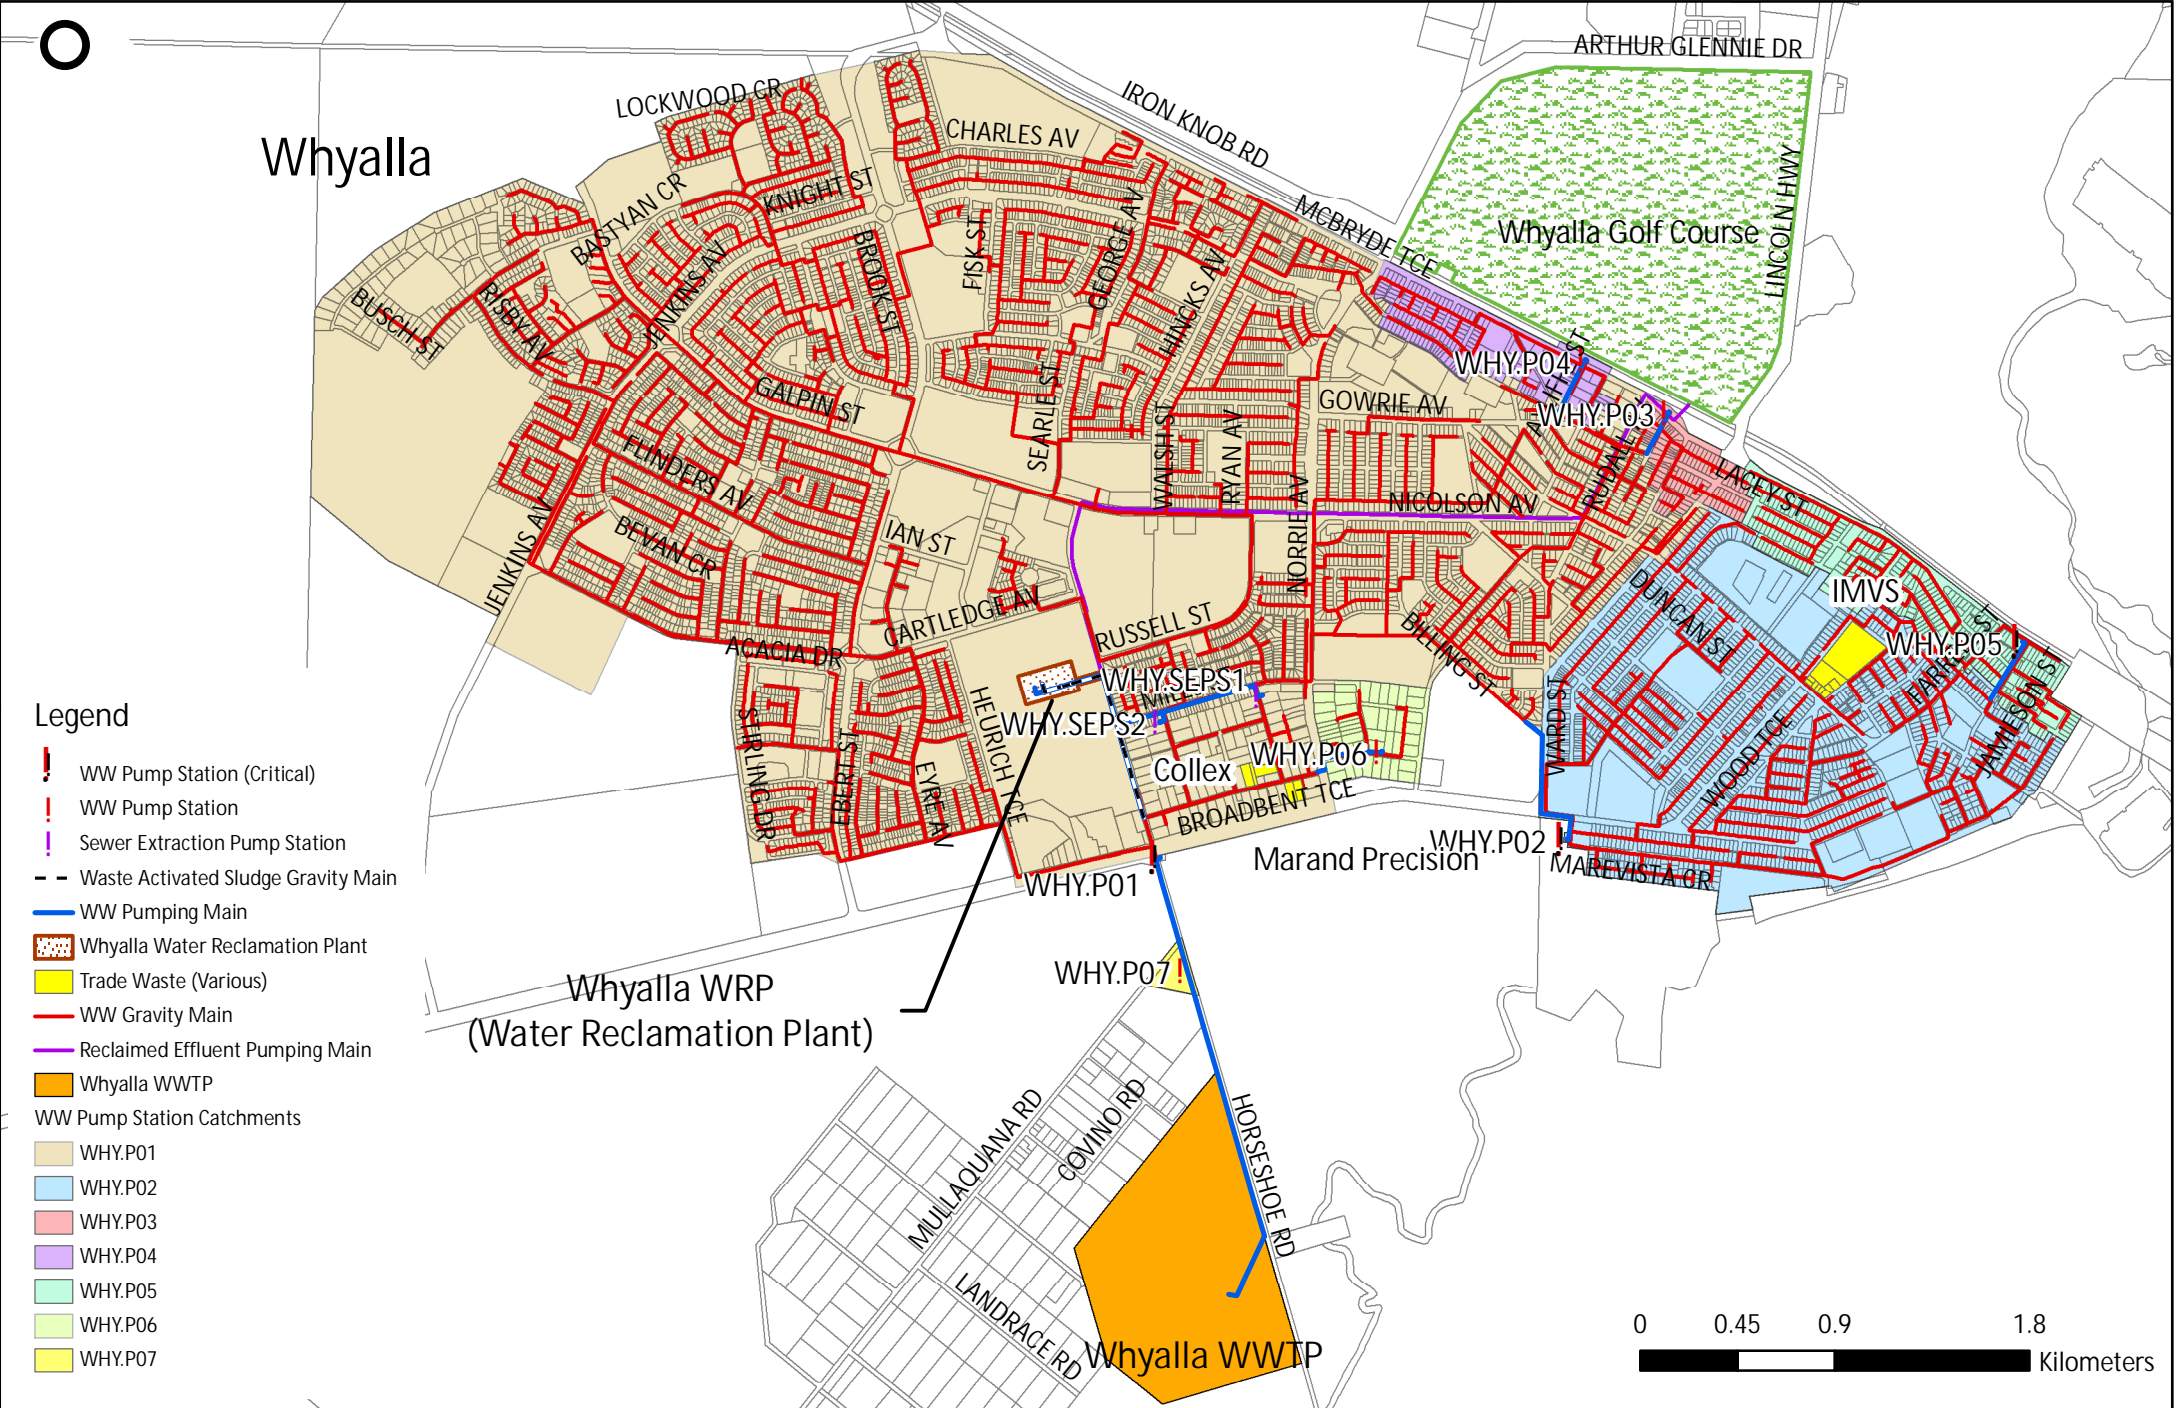 ARTHUR GLENNIE DR
LOCKWOOD CR
IRON KNOB RD
CHARLES AV
Whyalla
LINCOLN HWY
KNIGHT ST
BASTYAN CR
MCBRYDE TCE
Whyalla Golf Course
GEORGE AV
FISK ST
BROOK ST
JENKINS AV
HINCKS AV
BUSCH ST
RISBY AV
WHY.P04
GALPIN ST
GOWRIE AV
WHY.P03
SEARLE ST
WALSH ST
RYAN AV
FLINDERS AV
RUDALL
LACEY ST
NICOLSON AV
NORRIE AV
IAN ST
BEVAN CR
JENKINS AV
IMVS
DUNCAN ST
CARTLEDGE AV
RUSSELL ST
BILLING ST
WHY.P05
ACACIA DR
WHY.SEPS1
WHY.SEPS2
JAMIESON ST
WARD ST
WOOD TCE
HEURICH TCE
STIRLING DR
EBERT ST
EYRE AV
Collex
WHY.P06
BROADBENT TCE
WHY.P02
Marand Precision
MAREVISTA CR
WHY.P01
WHY.P07
Whyalla WRP
(Water Reclamation Plant)
MULLAQUANA RD
COVINO RD
HORSESHOE RD
LANDRACE RD
Whyalla WWTP
Legend
WW Pump Station (Critical)
WW Pump Station
Sewer Extraction Pump Station
Waste Activated Sludge Gravity Main
WW Pumping Main
Whyalla Water Reclamation Plant
Trade Waste (Various)
WW Gravity Main
Reclaimed Effluent Pumping Main
Whyalla WWTP
WW Pump Station Catchments
WHY.P01
WHY.P02
WHY.P03
WHY.P04
WHY.P05
WHY.P06
WHY.P07
0 0.45 0.9 1.8
Kilometers